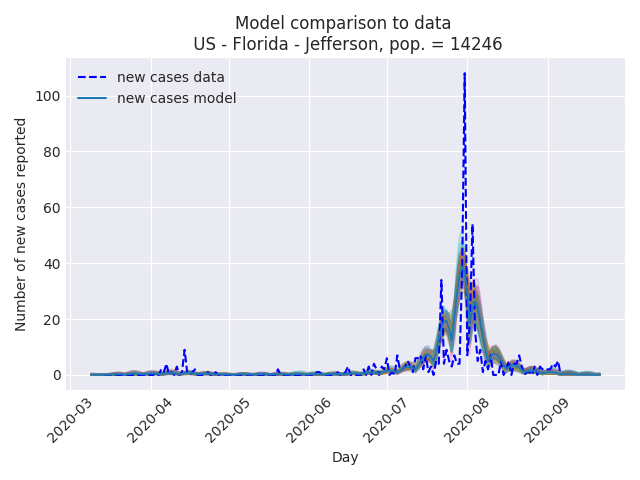 Model comparison to data
US - Florida - Jefferson, pop. = 14246
new cases data
new cases model
Number of new cases reported
100
80
60
40
20
0
2020-03
2020-04
2020-05
2020-06
2020-07
2020-08
2020-09
Day